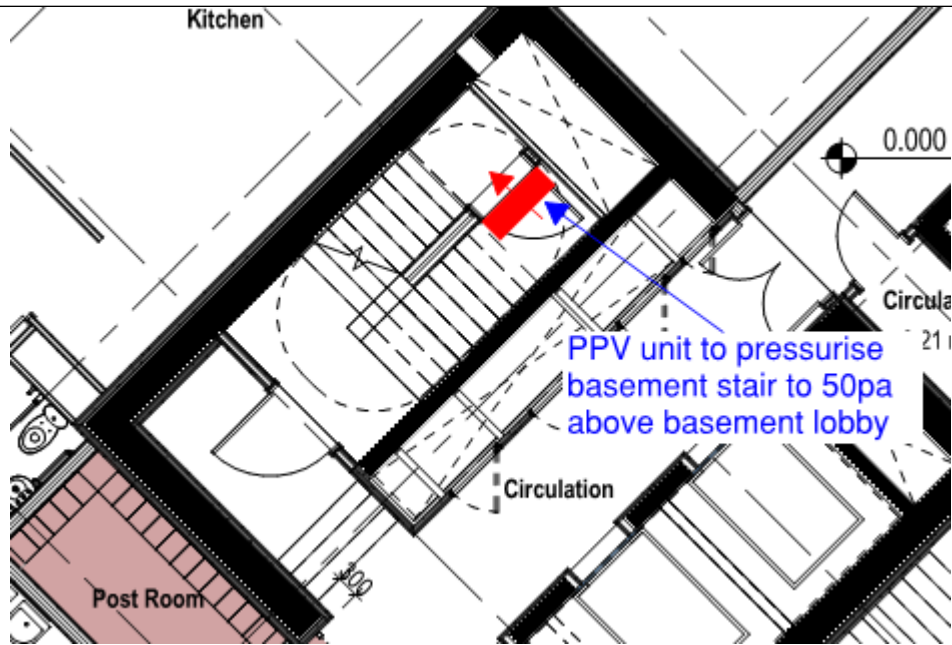 Kitchen
0.000
Circula
21
PPV unit to pressurise
basement stair to 50pa
above basement lobby
Circulation
300
Post Room